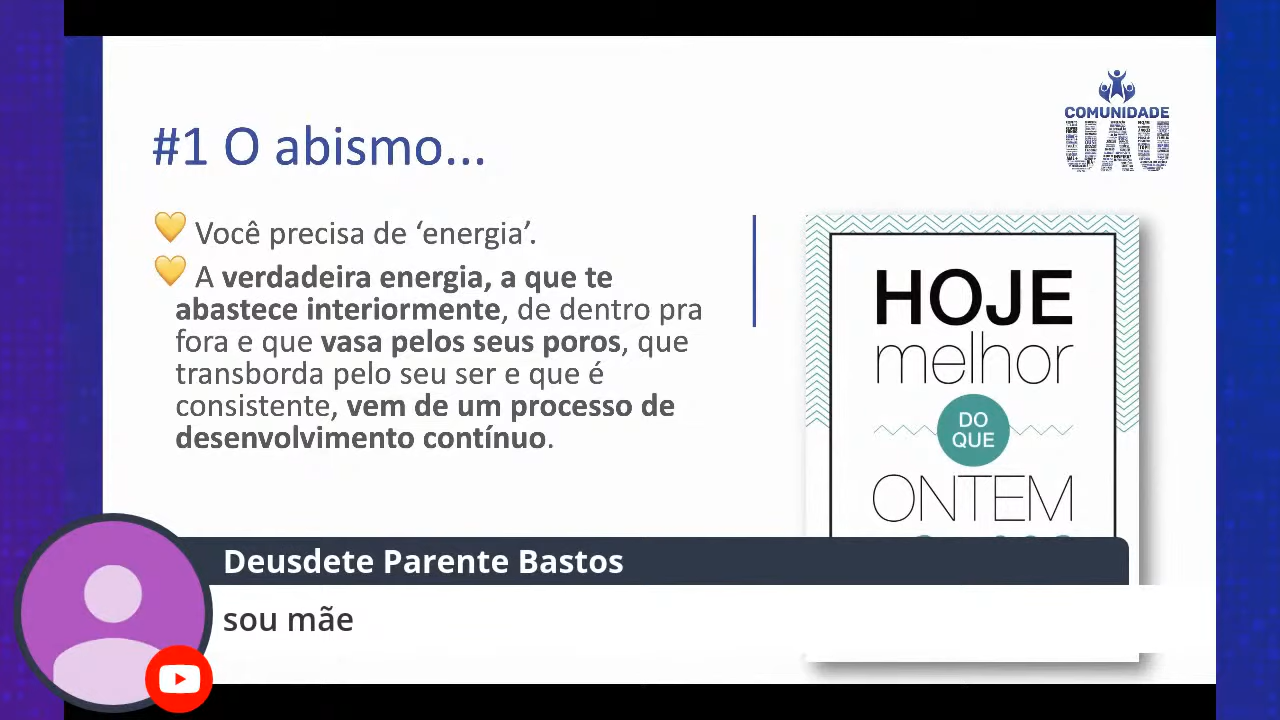 COMUNIDADE
#1 O abismo...
💛 Você precisa de ‘energia’.
💛 A verdadeira energia, a que te
abastece interiormente, de dentro pra
fora e que vasa pelos seus poros, que
transborda pelo seu ser e que é
consistente, vem de um processo de
desenvolvimento contínuo.
HOJE
melhor
DO
QUE
ONTEM
Deusdete Parente Bastos
sou mãe